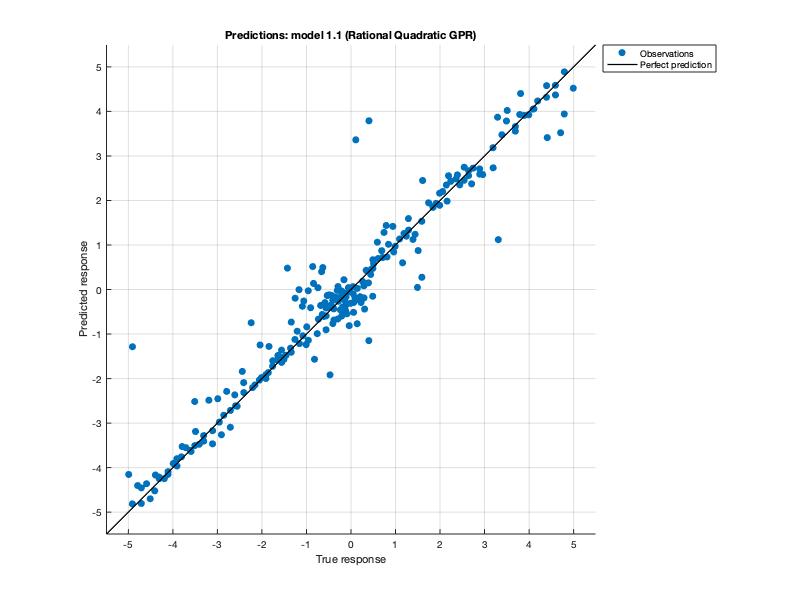 Predictions: model 1.1 (Rational Quadratic GPR)
Observations
Perfect prediction
5
4
3
2
1
0
-1
-2
-3
-4
-5
Predicted response
-5 -4 -3 -2 -1 0 1 2 3 4 5
True response